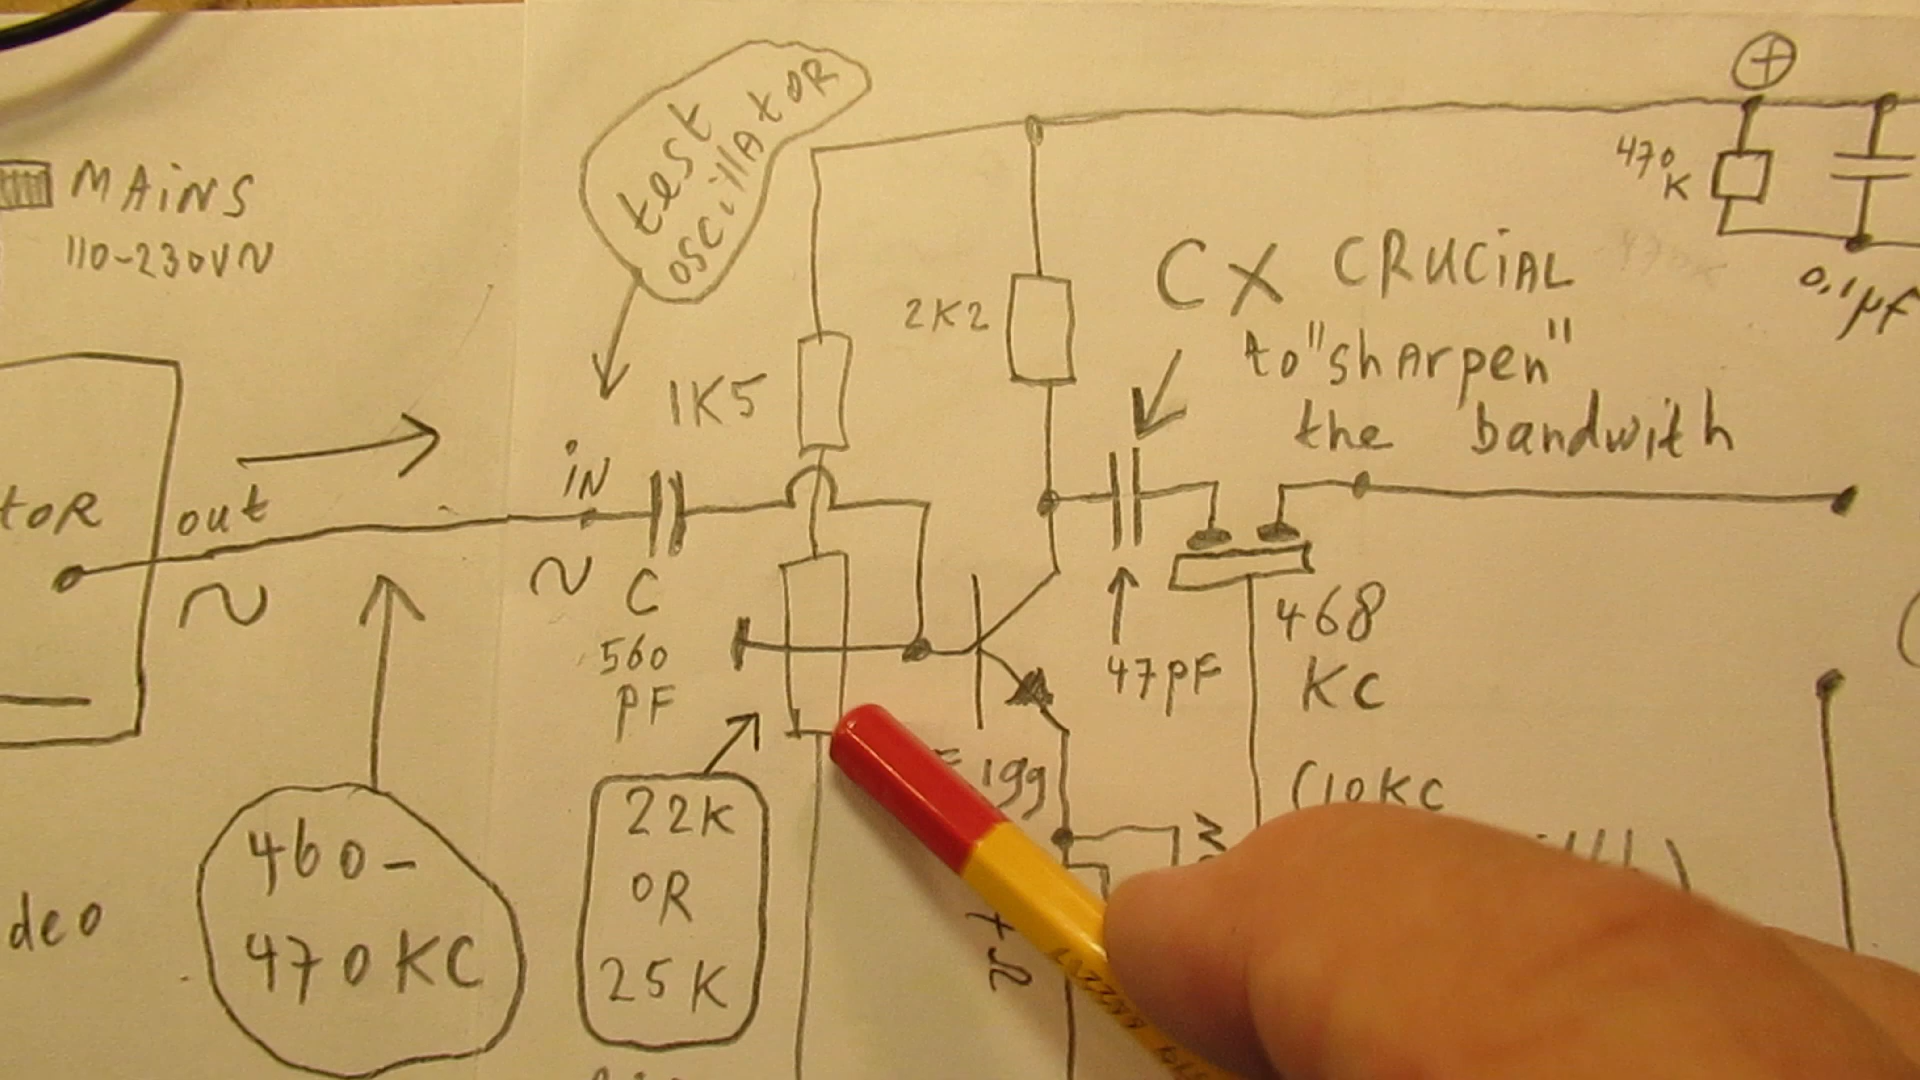 test
oscillatOR
MAiNS
110-230V~
470
K
0,1µF
2K2
CX CRUCiAL
to "shARpen"
the bandwith
1K5
iN
toR
out
~
~
C
560
pF
47pF
468
KC
199
(10KC
22K
OR
25K
460-
470KC
deo